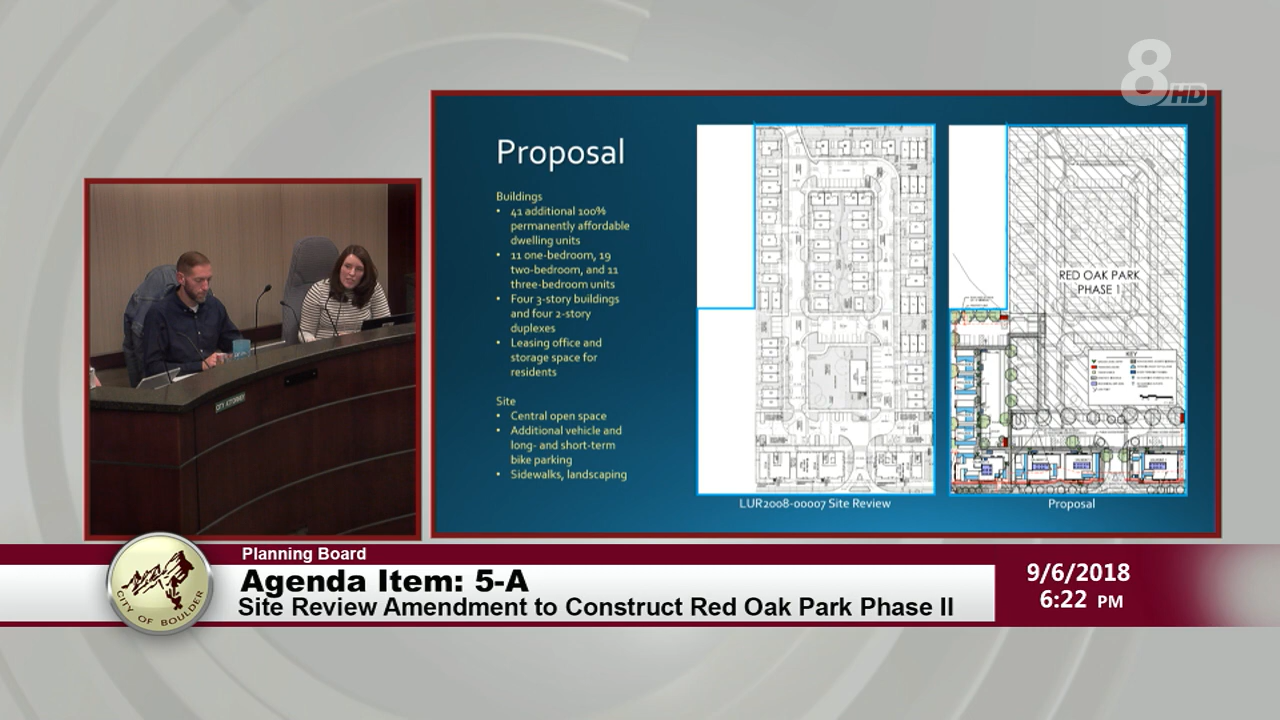 8
HD
Proposal
Buildings
• 41 additional 100%
permanently affordable
dwelling units
• 11 one-bedroom, 19
two-bedroom, and 11
three-bedroom units
• Four 3-story buildings
and four 2-story
duplexes
• Leasing office and
storage space for
residents
Site
• Central open space
• Additional vehicle and
long- and short-term
bike parking
• Sidewalks, landscaping
RED OAK PARK
PHASE 1
KEY
LUR2008-00007 Site Review
Proposal
CITY ATTORNEY
Planning Board
Agenda Item: 5-A
Site Review Amendment to Construct Red Oak Park Phase II
9/6/2018
6:22 PM
CITY OF BOULDER